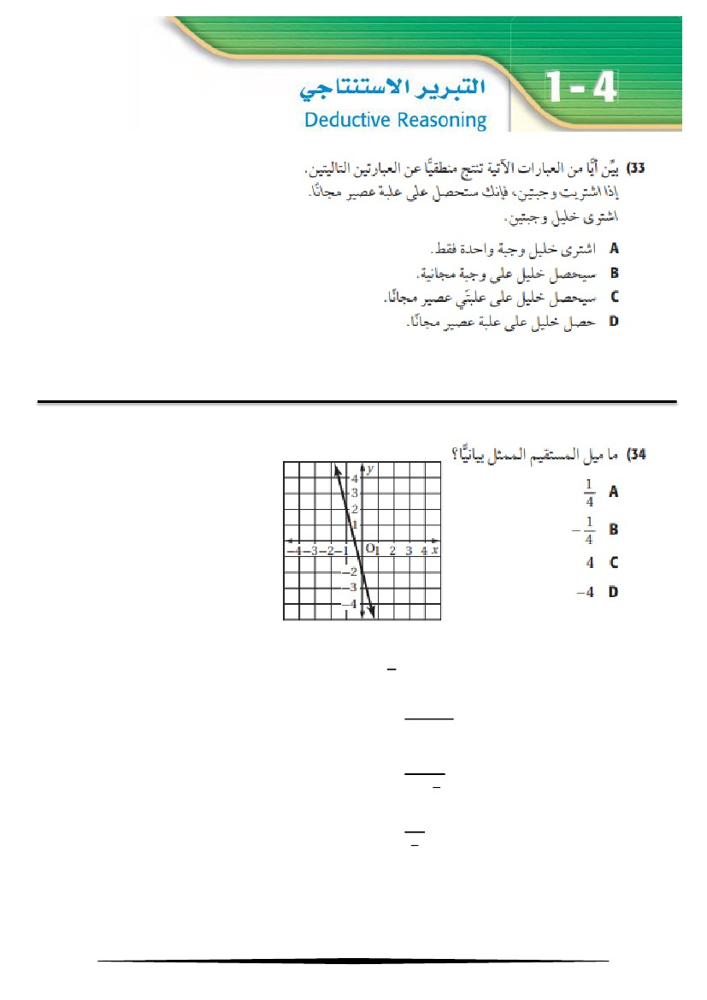 1-4
التبرير الاستنتاجي
Deductive Reasoning
33) بيِّن أيًّا من العبارات الآتية تنتج منطقيًّا عن العبارتين التاليتين.
إذا اشتريت وجبتين، فإنك ستحصل على علبة عصير مجانًا.
اشترى خليل وجبتين.
A اشترى خليل وجبة واحدة فقط.
B سيحصل خليل على وجبة مجانية.
C سيحصل خليل على علبتَي عصير مجانًا.
D حصل خليل على علبة عصير مجانًا.
34) ما ميل المستقيم الممثل بيانيًّا؟
A 1/4
B −1/4
C 4
D −4
y
4
3
2
1
−4 −3 −2 −1 O 1 2 3 4 x
−2
−3
−4